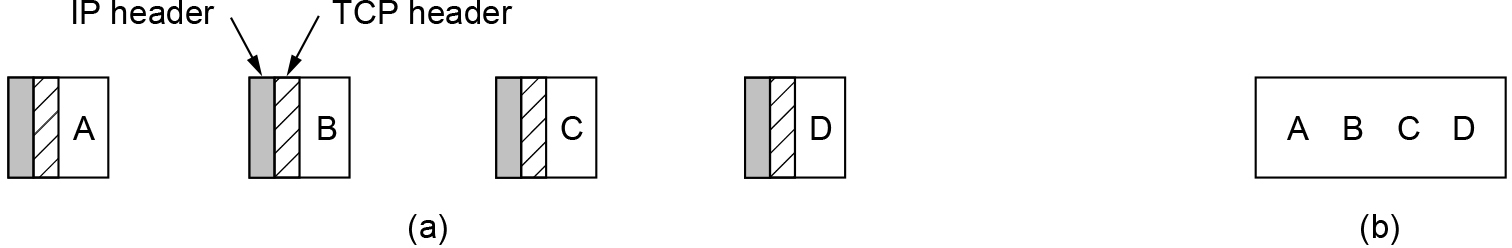 IP header TCP header
A B C D A B C D
(a) (b)